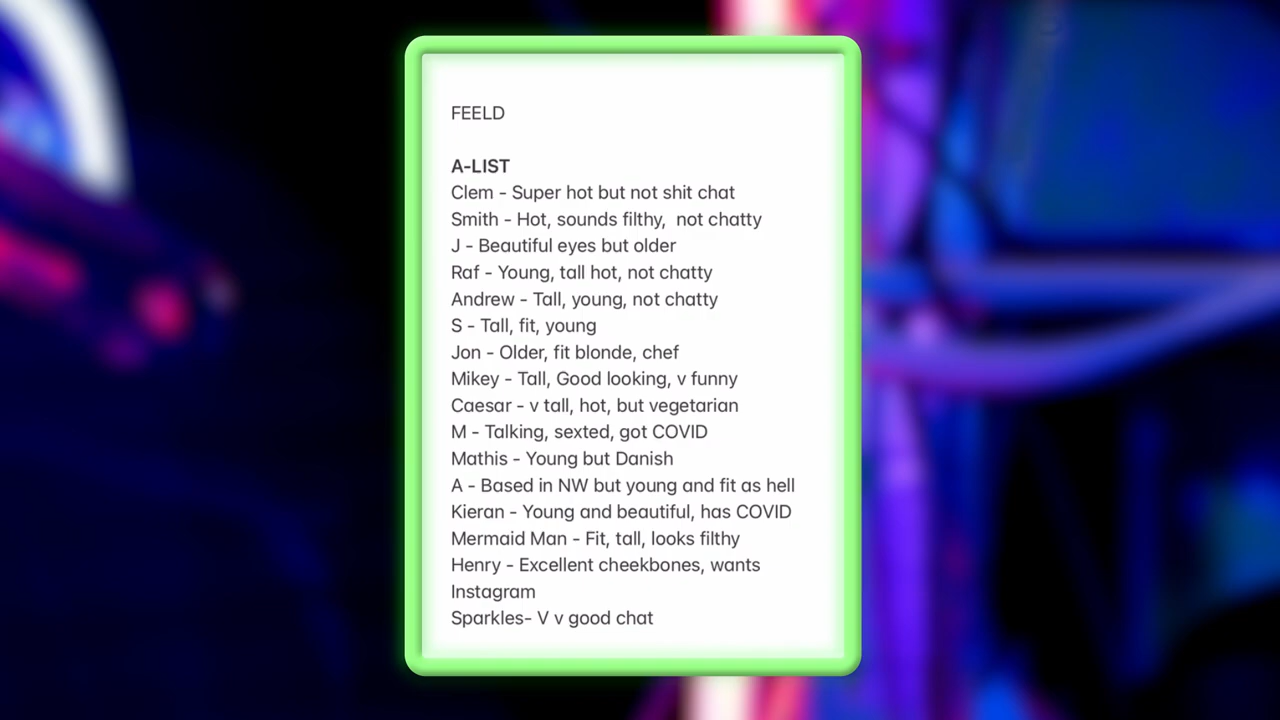 FEELD
A-LIST
Clem - Super hot but not shit chat
Smith - Hot, sounds filthy,  not chatty
J - Beautiful eyes but older
Raf - Young, tall hot, not chatty
Andrew - Tall, young, not chatty
S - Tall, fit, young
Jon - Older, fit blonde, chef
Mikey - Tall, Good looking, v funny
Caesar - v tall, hot, but vegetarian
M - Talking, sexted, got COVID
Mathis - Young but Danish
A - Based in NW but young and fit as hell
Kieran - Young and beautiful, has COVID
Mermaid Man - Fit, tall, looks filthy
Henry - Excellent cheekbones, wants
Instagram
Sparkles- V v good chat